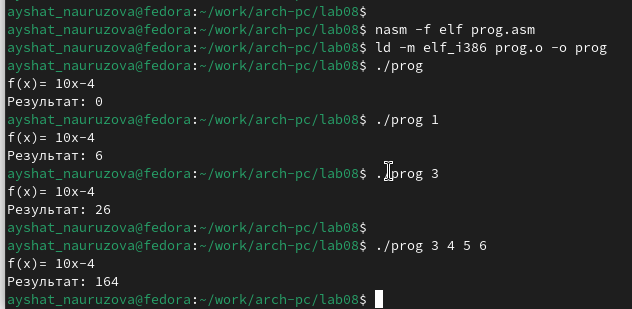 ayshat_nauruzova@fedora:~/work/arch-pc/lab08$
ayshat_nauruzova@fedora:~/work/arch-pc/lab08$ nasm -f elf prog.asm
ayshat_nauruzova@fedora:~/work/arch-pc/lab08$ ld -m elf_i386 prog.o -o prog
ayshat_nauruzova@fedora:~/work/arch-pc/lab08$ ./prog
f(x)= 10x-4
Результат: 0
ayshat_nauruzova@fedora:~/work/arch-pc/lab08$ ./prog 1
f(x)= 10x-4
Результат: 6
ayshat_nauruzova@fedora:~/work/arch-pc/lab08$ ./prog 3
f(x)= 10x-4
Результат: 26
ayshat_nauruzova@fedora:~/work/arch-pc/lab08$
ayshat_nauruzova@fedora:~/work/arch-pc/lab08$ ./prog 3 4 5 6
f(x)= 10x-4
Результат: 164
ayshat_nauruzova@fedora:~/work/arch-pc/lab08$